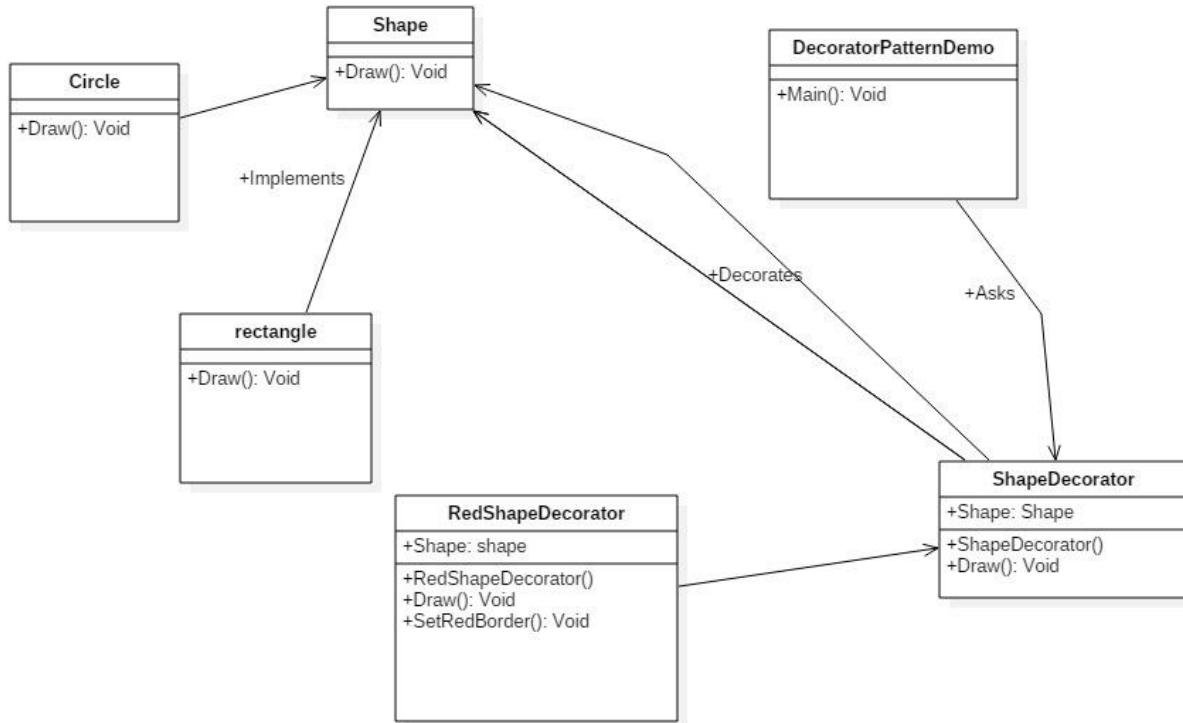 Shape
+Draw(): Void
DecoratorPatternDemo
+Main(): Void
Circle
+Draw(): Void
+Implements
+Decorates
+Asks
rectangle
+Draw(): Void
ShapeDecorator
+Shape: Shape
+ShapeDecorator()
+Draw(): Void
RedShapeDecorator
+Shape: shape
+RedShapeDecorator()
+Draw(): Void
+SetRedBorder(): Void